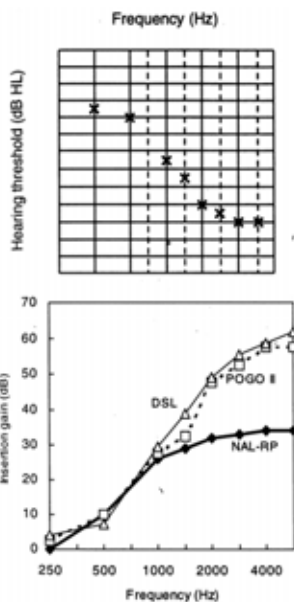 Frequency (Hz)
Hearing threshold (dB HL)
70
60
50
40
30
20
10
0
Insertion gain (dB)
DSL
POGO II
NAL-RP
250
500
1000
2000
4000
Frequency (Hz)